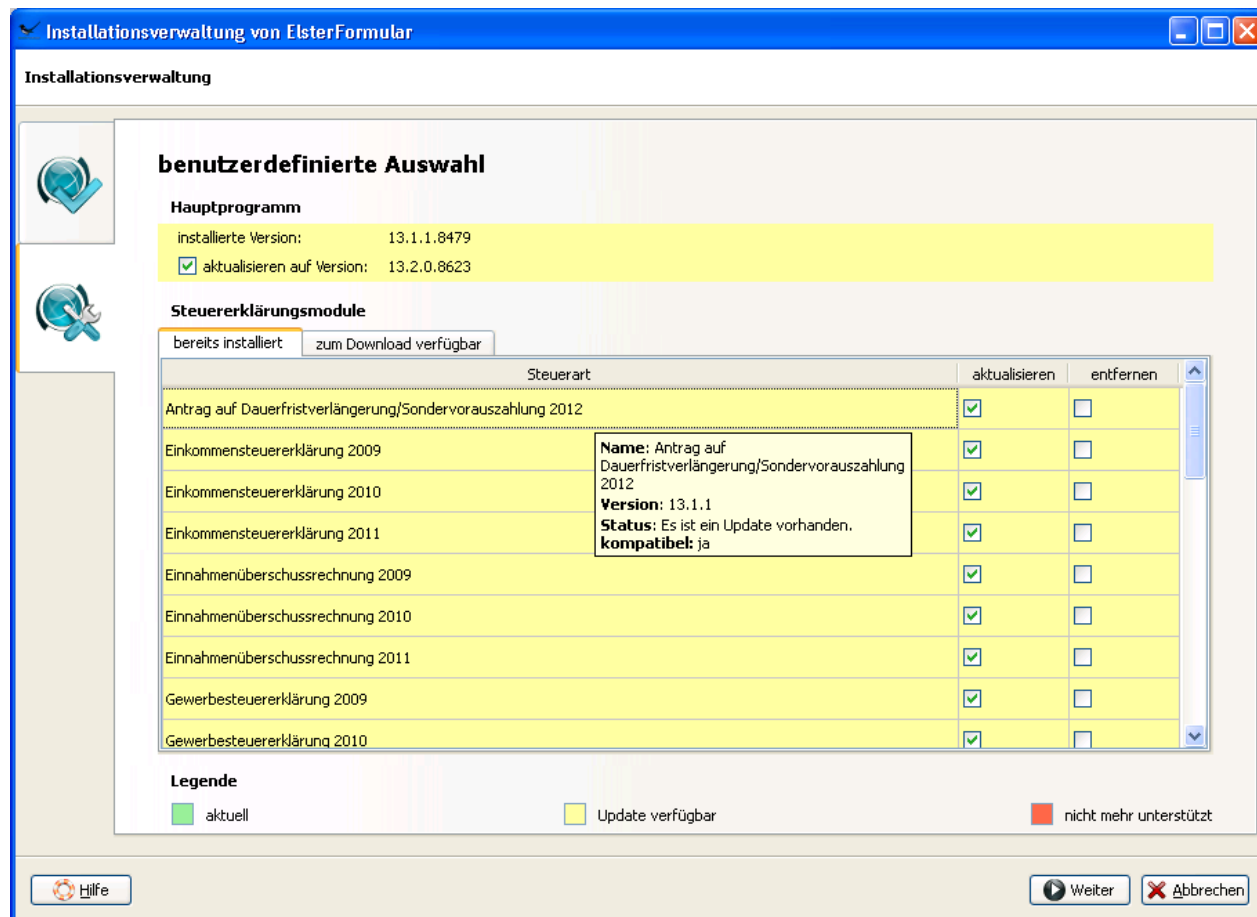 Installationsverwaltung von ElsterFormular
Installationsverwaltung
benutzerdefinierte Auswahl
Hauptprogramm
installierte Version: 13.1.1.8479
aktualisieren auf Version: 13.2.0.8623
Steuererklärungsmodule
bereits installiert zum Download verfügbar
Steuerart aktualisieren entfernen
Antrag auf Dauerfristverlängerung/Sondervorauszahlung 2012
Einkommensteuererklärung 2009
Einkommensteuererklärung 2010
Einkommensteuererklärung 2011
Name: Antrag auf
Dauerfristverlängerung/Sondervorauszahlung
2012
Version: 13.1.1
Status: Es ist ein Update vorhanden.
kompatibel: ja
Einnahmenüberschussrechnung 2009
Einnahmenüberschussrechnung 2010
Einnahmenüberschussrechnung 2011
Gewerbesteuererklärung 2009
Gewerbesteuererklärung 2010
Legende
aktuell Update verfügbar nicht mehr unterstützt
Hilfe Weiter Abbrechen